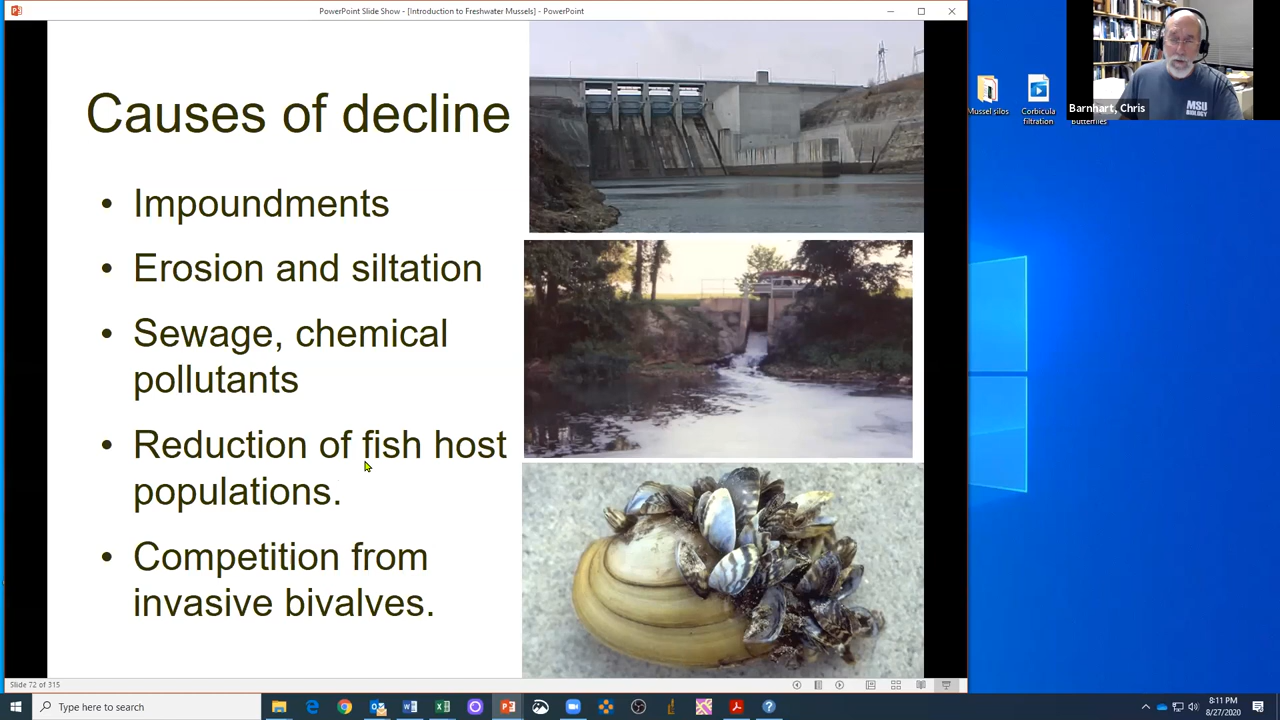 PowerPoint Slide Show - [Introduction to Freshwater Mussels] - PowerPoint
Causes of decline
• Impoundments
• Erosion and siltation
• Sewage, chemical
pollutants
• Reduction of fish host
populations.
• Competition from
invasive bivalves.
Barnhart, Chris
MSU
BIOLOGY
Mussel silos
Corbicula
filtration
Butterflies
Slide 72 of 315
Type here to search
8:11 PM
8/27/2020